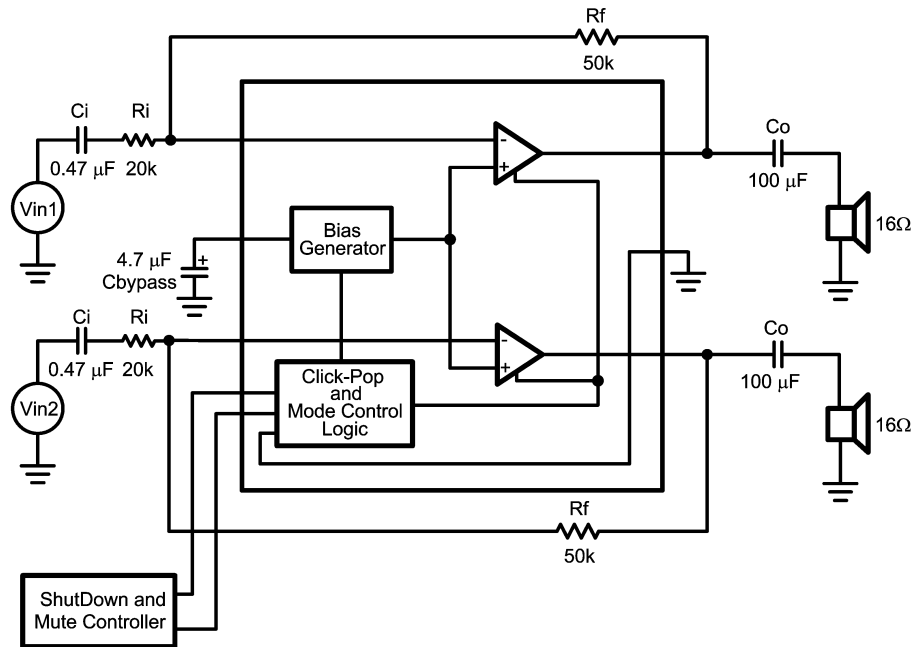 Rf
50k
Ci
Ri
0.47 μF
20k
Vin1
-
+
Co
100 μF
16Ω
Bias
Generator
4.7 μF
+
Cbypass
Ci
Ri
0.47 μF
20k
Vin2
-
+
Co
100 μF
16Ω
Click-Pop
and
Mode Control
Logic
Rf
50k
ShutDown and
Mute Controller